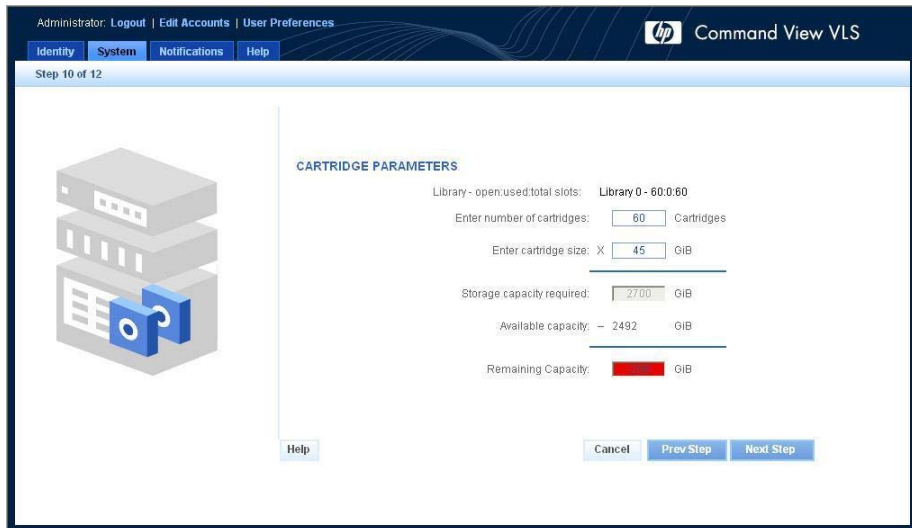 Administrator: Logout | Edit Accounts | User Preferences
hp Command View VLS
Identity System Notifications Help
Step 10 of 12
CARTRIDGE PARAMETERS
Library - open:used:total slots: Library 0 - 60:0:60
Enter number of cartridges: 60 Cartridges
Enter cartridge size: X 45 GiB
Storage capacity required: 2700 GiB
Available capacity: – 2492 GiB
Remaining Capacity: GiB
Help Cancel Prev Step Next Step